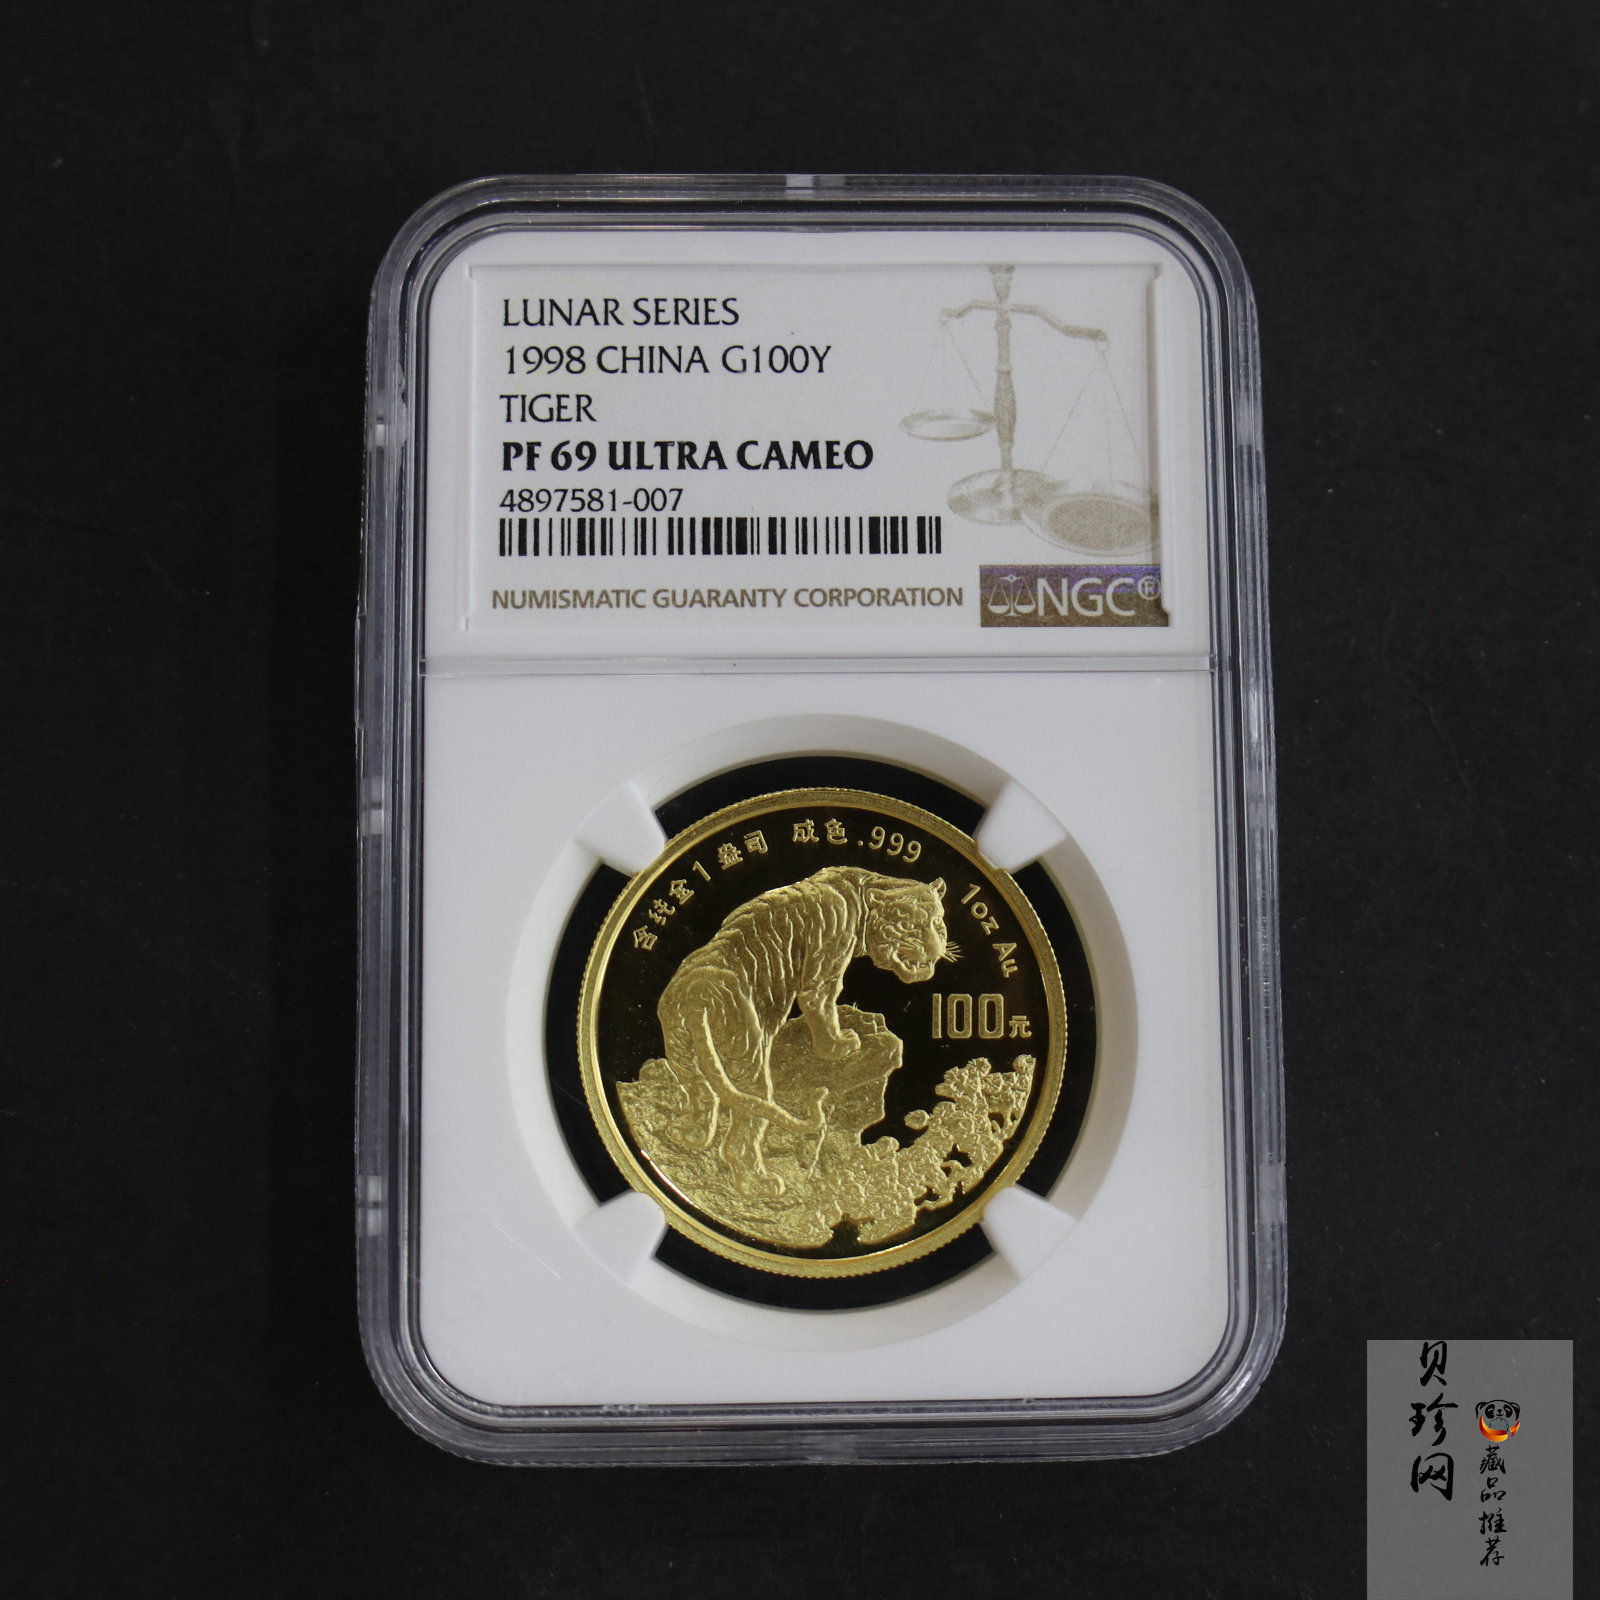 LUNAR SERIES
1998 CHINA G100Y
TIGER
PF 69 ULTRA CAMEO
4897581-007
NUMISMATIC GUARANTY CORPORATION
NGC®
含纯金1盎司 成色.999
1oz Au
100元
贝珍网
藏品推荐